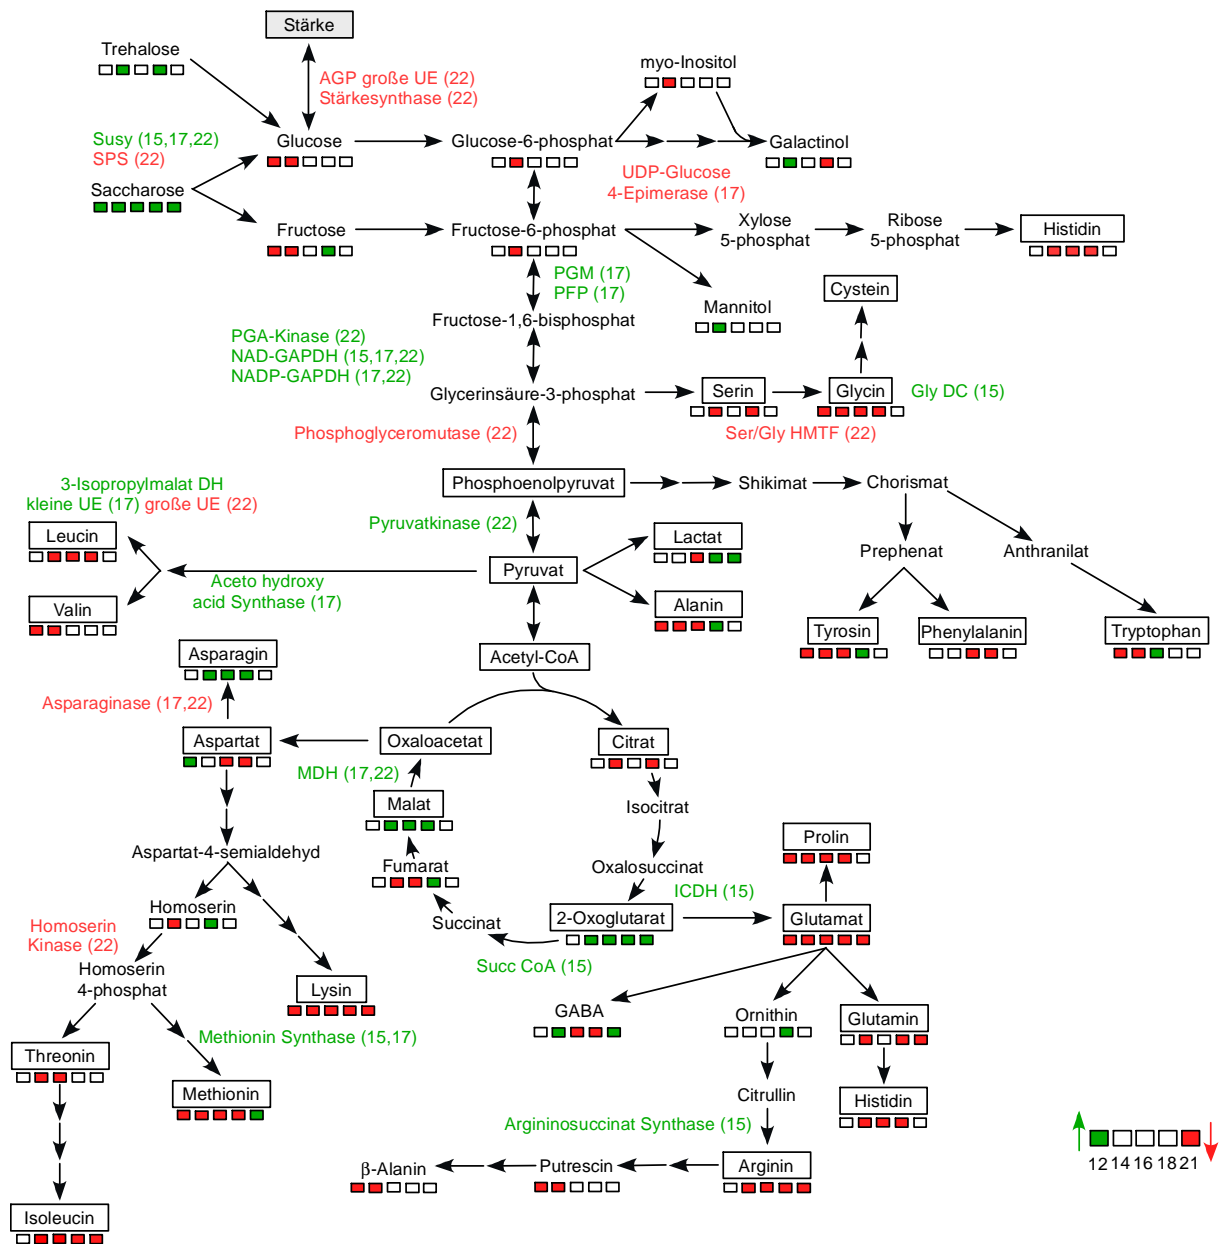 Stärke
Trehalose
AGP große UE (22)
Stärkesynthase (22)
myo-Inositol
Susy (15,17,22)
SPS (22)
Glucose
Glucose-6-phosphat
Galactinol
UDP-Glucose
4-Epimerase (17)
Saccharose
Fructose
Fructose-6-phosphat
Xylose
5-phosphat
Ribose
5-phosphat
Histidin
PGM (17)
PFP (17)
Mannitol
Cystein
Fructose-1,6-bisphosphat
PGA-Kinase (22)
NAD-GAPDH (15,17,22)
NADP-GAPDH (17,22)
Glycerinsäure-3-phosphat
Serin
Glycin
Gly DC (15)
Phosphoglyceromutase (22)
Ser/Gly HMTF (22)
3-Isopropylmalat DH
kleine UE (17) große UE (22)
Phosphoenolpyruvat
Shikimat
Chorismat
Pyruvatkinase (22)
Leucin
Lactat
Prephenat
Anthranilat
Pyruvat
Aceto hydroxy
acid Synthase (17)
Valin
Alanin
Tyrosin
Phenylalanin
Tryptophan
Asparagin
Acetyl-CoA
Asparaginase (17,22)
Aspartat
Oxaloacetat
Citrat
MDH (17,22)
Malat
Isocitrat
Prolin
Aspartat-4-semialdehyd
Fumarat
Oxalosuccinat
ICDH (15)
Homoserin
Succinat
2-Oxoglutarat
Glutamat
Homoserin
Kinase (22)
Succ CoA (15)
Homoserin
4-phosphat
Lysin
GABA
Ornithin
Glutamin
Methionin Synthase (15,17)
Threonin
Methionin
Citrullin
Histidin
Argininosuccinat Synthase (15)
β-Alanin
Putrescin
Arginin
12 14 16 18 21
Isoleucin